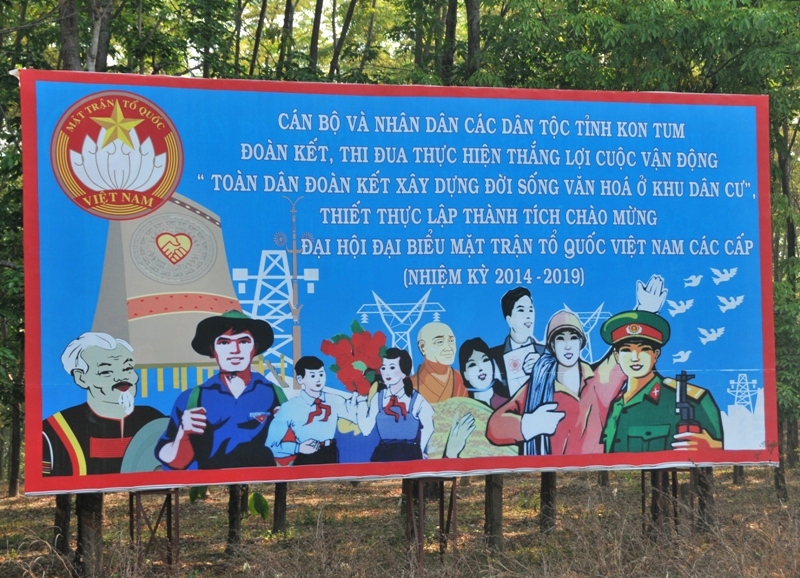 MẶT TRẬN TỔ QUỐC
VIỆT NAM
CÁN BỘ VÀ NHÂN DÂN CÁC DÂN TỘC TỈNH KON TUM
ĐOÀN KẾT, THI ĐUA THỰC HIỆN THẮNG LỢI CUỘC VẬN ĐỘNG
“ TOÀN DÂN ĐOÀN KẾT XÂY DỰNG ĐỜI SỐNG VĂN HOÁ Ở KHU DÂN CƯ”,
THIẾT THỰC LẬP THÀNH TÍCH CHÀO MỪNG
ĐẠI HỘI ĐẠI BIỂU MẶT TRẬN TỔ QUỐC VIỆT NAM CÁC CẤP
(NHIỆM KỲ 2014 - 2019)